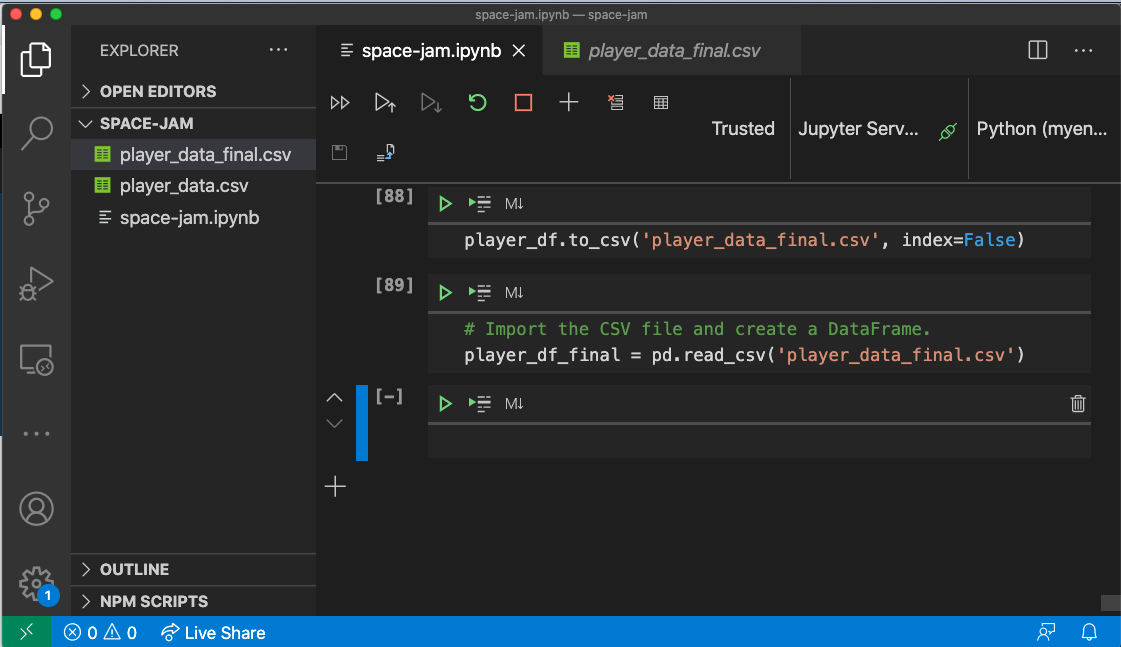 space-jam.ipynb — space-jam
EXPLORER
OPEN EDITORS
SPACE-JAM
player_data_final.csv
player_data.csv
space-jam.ipynb
OUTLINE
NPM SCRIPTS
space-jam.ipynb
player_data_final.csv
Trusted
Jupyter Serv...
Python (myen...
[88]
M↓
player_df.to_csv('player_data_final.csv', index=False)
[89]
M↓
# Import the CSV file and create a DataFrame.
player_df_final = pd.read_csv('player_data_final.csv')
[-]
M↓
1
0 0 Live Share